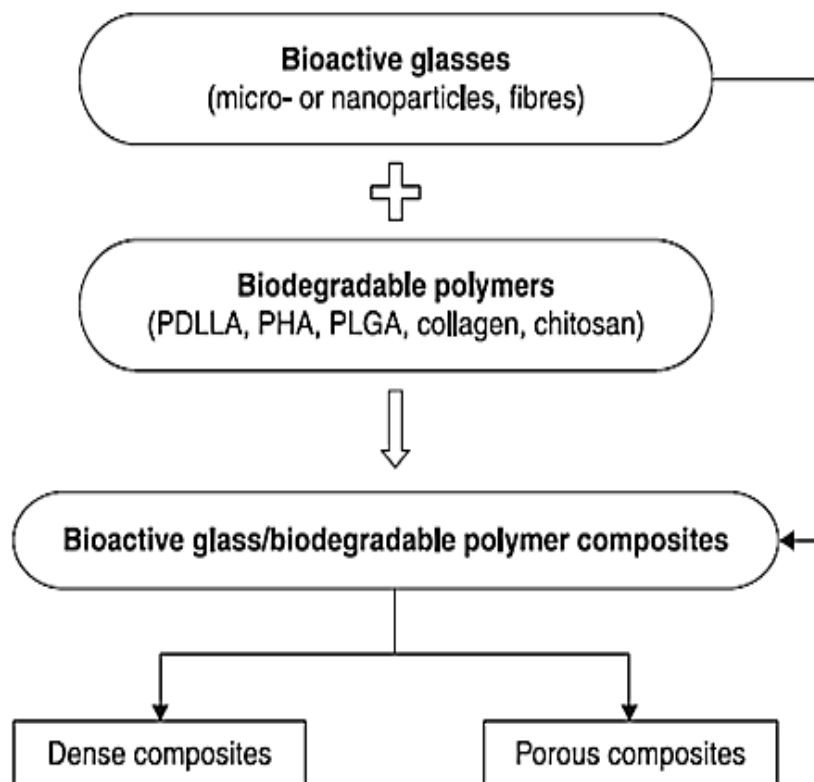 Bioactive glasses
(micro- or nanoparticles, fibres)
Biodegradable polymers
(PDLLA, PHA, PLGA, collagen, chitosan)
Bioactive glass/biodegradable polymer composites
Dense composites
Porous composites